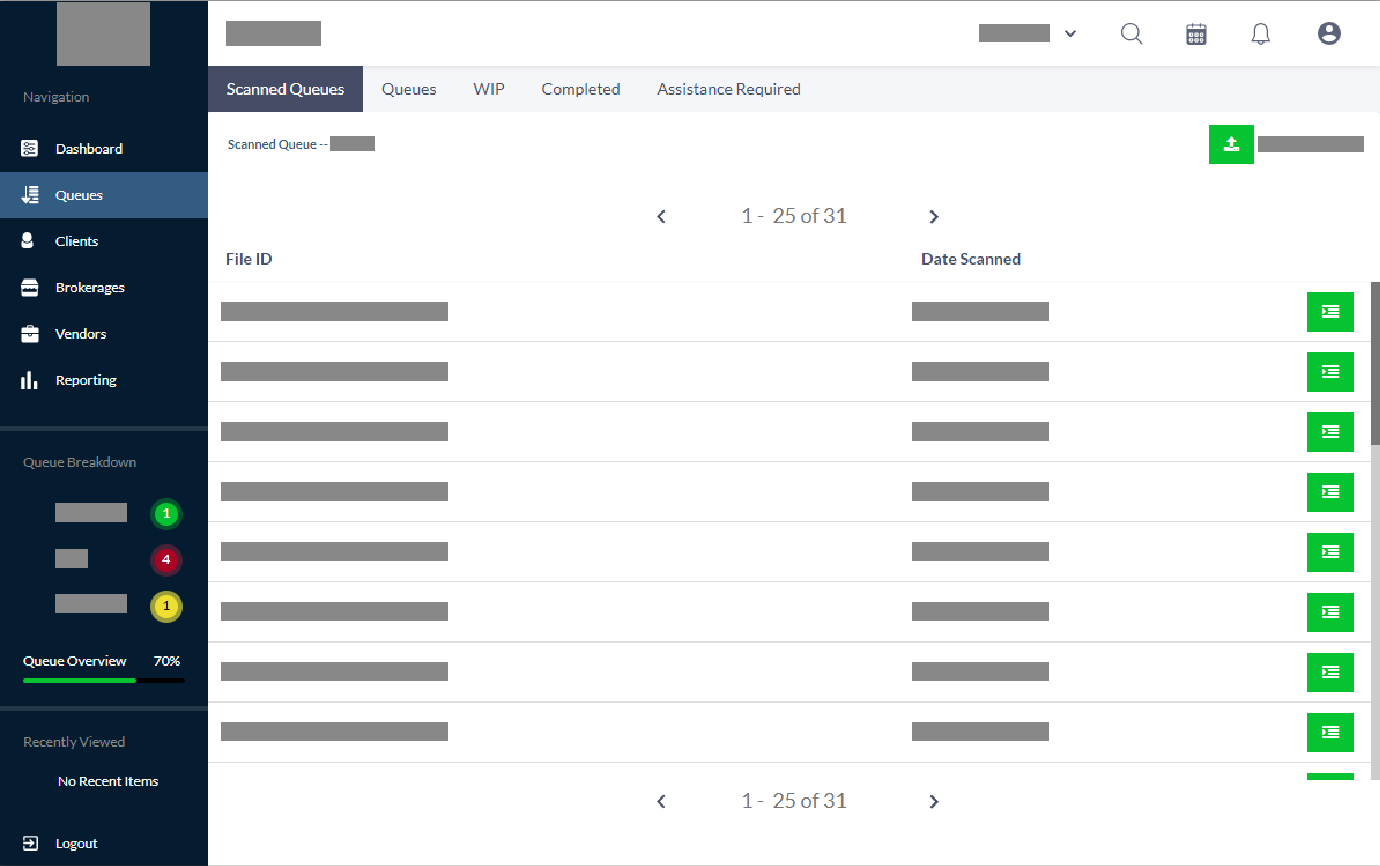 Navigation
Dashboard
Queues
Clients
Brokerages
Vendors
Reporting
Queue Breakdown
1
4
1
Queue Overview 70%
Recently Viewed
No Recent Items
Logout
Scanned Queues Queues WIP Completed Assistance Required
Scanned Queue --
1 - 25 of 31
File ID Date Scanned
1 - 25 of 31